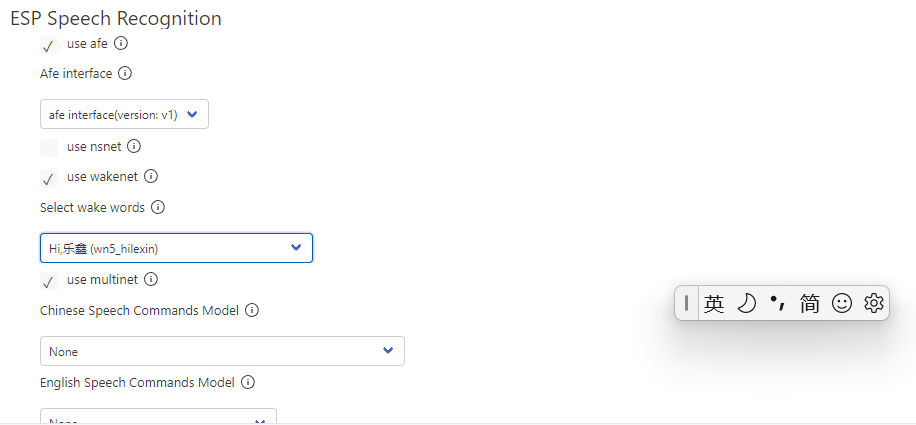 ESP Speech Recognition
use afe
Afe interface
afe interface(version: v1)
use nsnet
use wakenet
Select wake words
Hi,乐鑫 (wn5_hilexin)
use multinet
英 简
Chinese Speech Commands Model
None
English Speech Commands Model
None